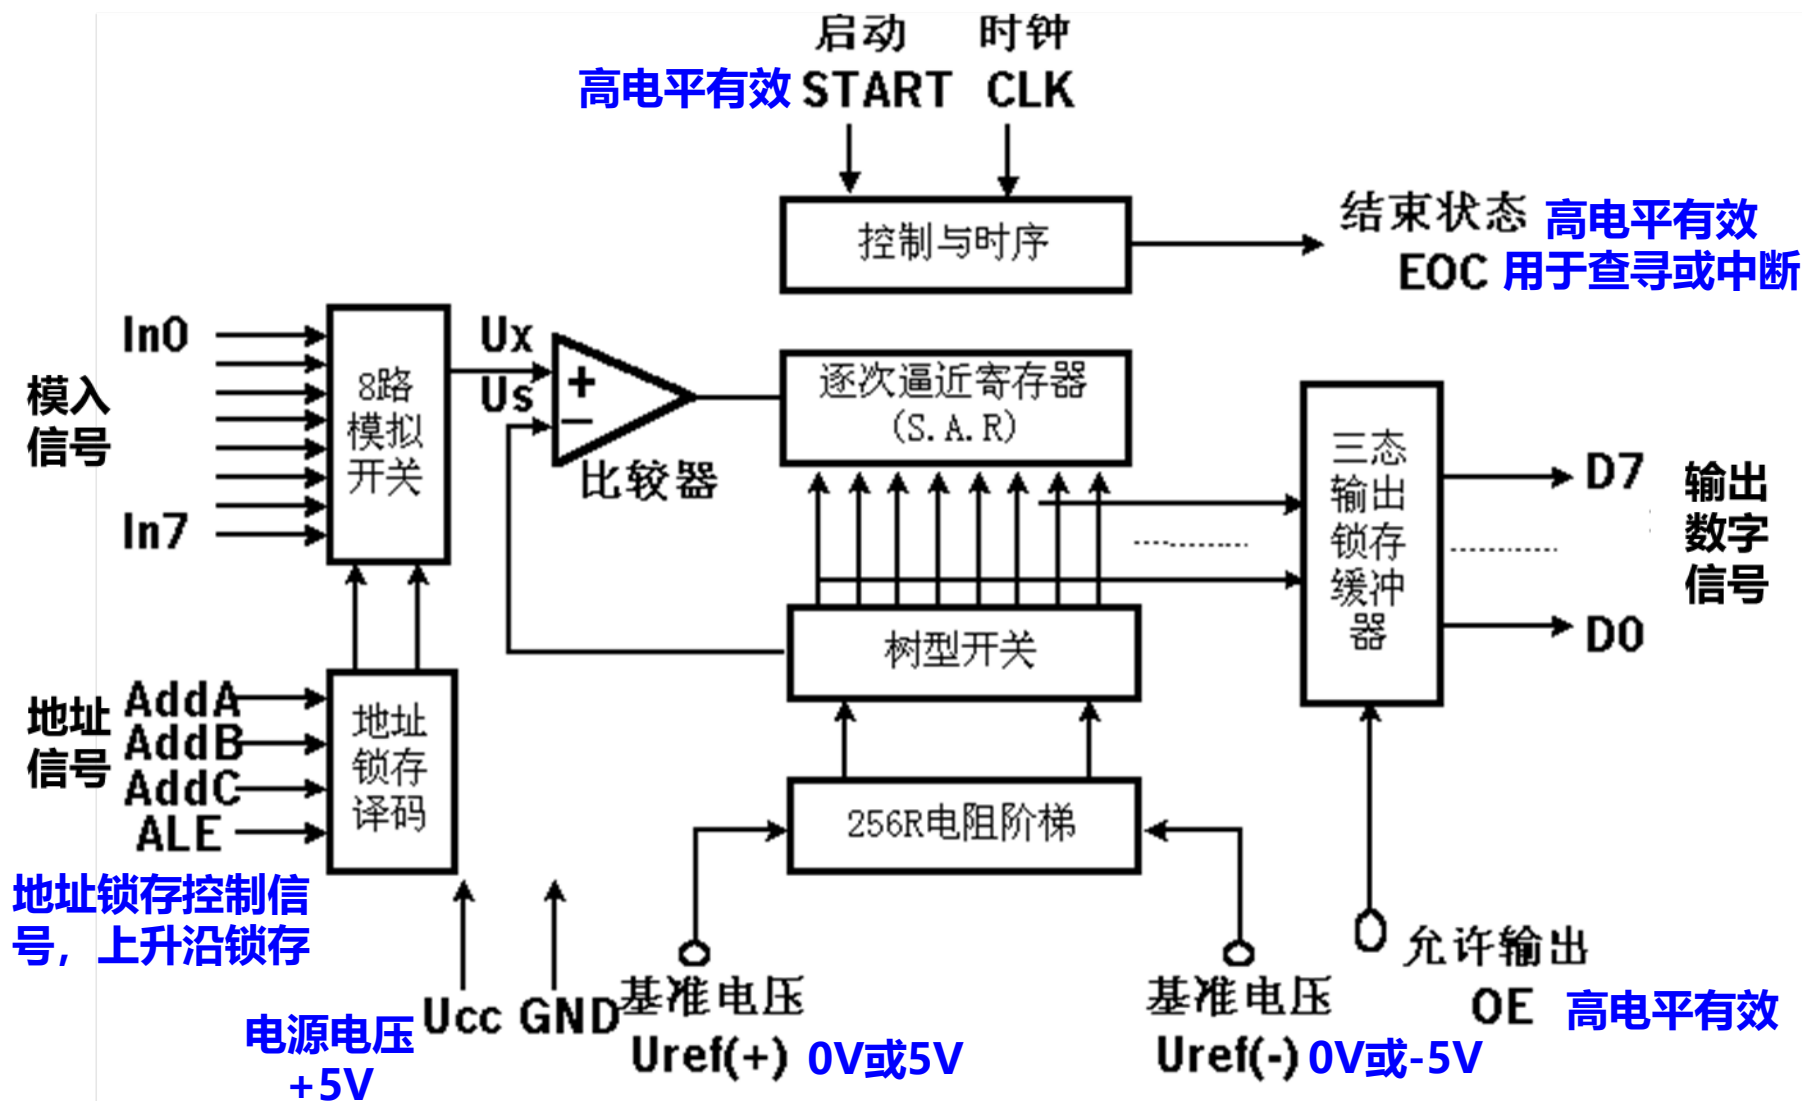 启动 时钟
高电平有效 START CLK
控制与时序
结束状态 高电平有效
EOC 用于查寻或中断
In0
In7
模入
信号
8路
模拟
开关
Ux
Us
+
−
比较器
逐次逼近寄存器
(S.A.R)
三态
输出
锁存
缓冲
器
D7
D0
输出
数字
信号
树型开关
地址
信号
AddA
AddB
AddC
ALE
地址
锁存
译码
256R电阻阶梯
地址锁存控制信
号，上升沿锁存
电源电压
+5V
Ucc GND
基准电压
Uref(+) 0V或5V
基准电压
Uref(-) 0V或-5V
允许输出
OE 高电平有效